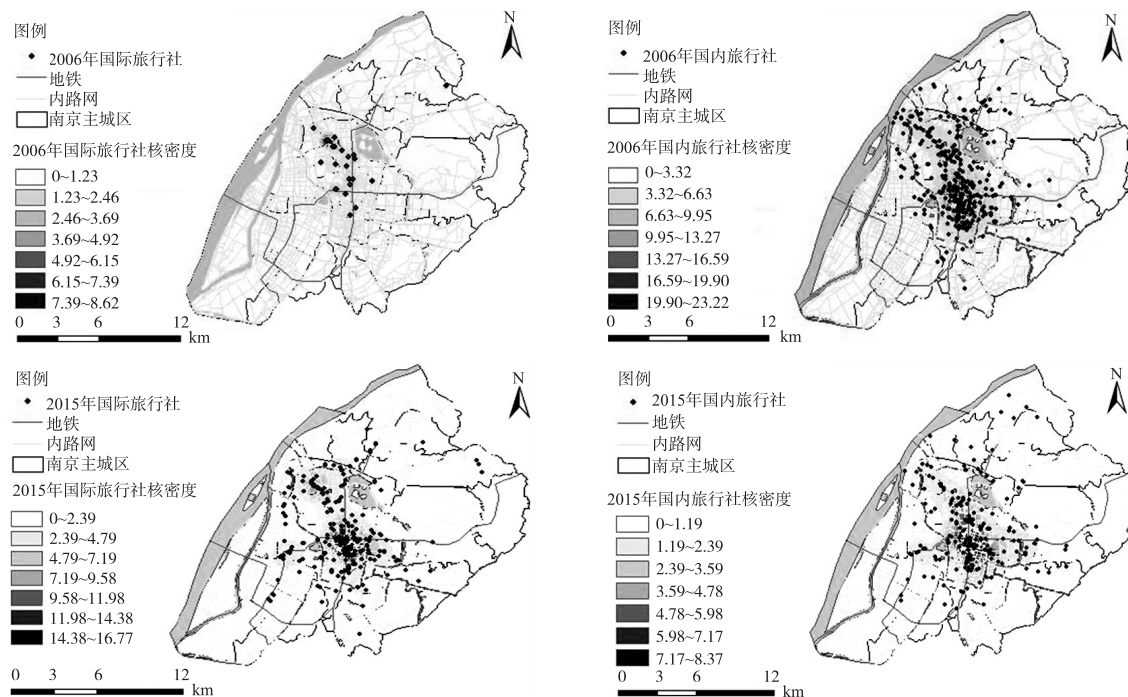 图例
N
2006年国际旅行社
地铁
内路网
南京主城区
2006年国际旅行社核密度
0~1.23
1.23~2.46
2.46~3.69
3.69~4.92
4.92~6.15
6.15~7.39
7.39~8.62
0 3 6 12
km
图例
N
2006年国内旅行社
地铁
内路网
南京主城区
2006年国内旅行社核密度
0~3.32
3.32~6.63
6.63~9.95
9.95~13.27
13.27~16.59
16.59~19.90
19.90~23.22
0 3 6 12
km
图例
N
2015年国际旅行社
地铁
内路网
南京主城区
2015年国际旅行社核密度
0~2.39
2.39~4.79
4.79~7.19
7.19~9.58
9.58~11.98
11.98~14.38
14.38~16.77
0 3 6 12
km
图例
N
2015年国内旅行社
地铁
内路网
南京主城区
2015年国内旅行社核密度
0~1.19
1.19~2.39
2.39~3.59
3.59~4.78
4.78~5.98
5.98~7.17
7.17~8.37
0 3 6 12
km